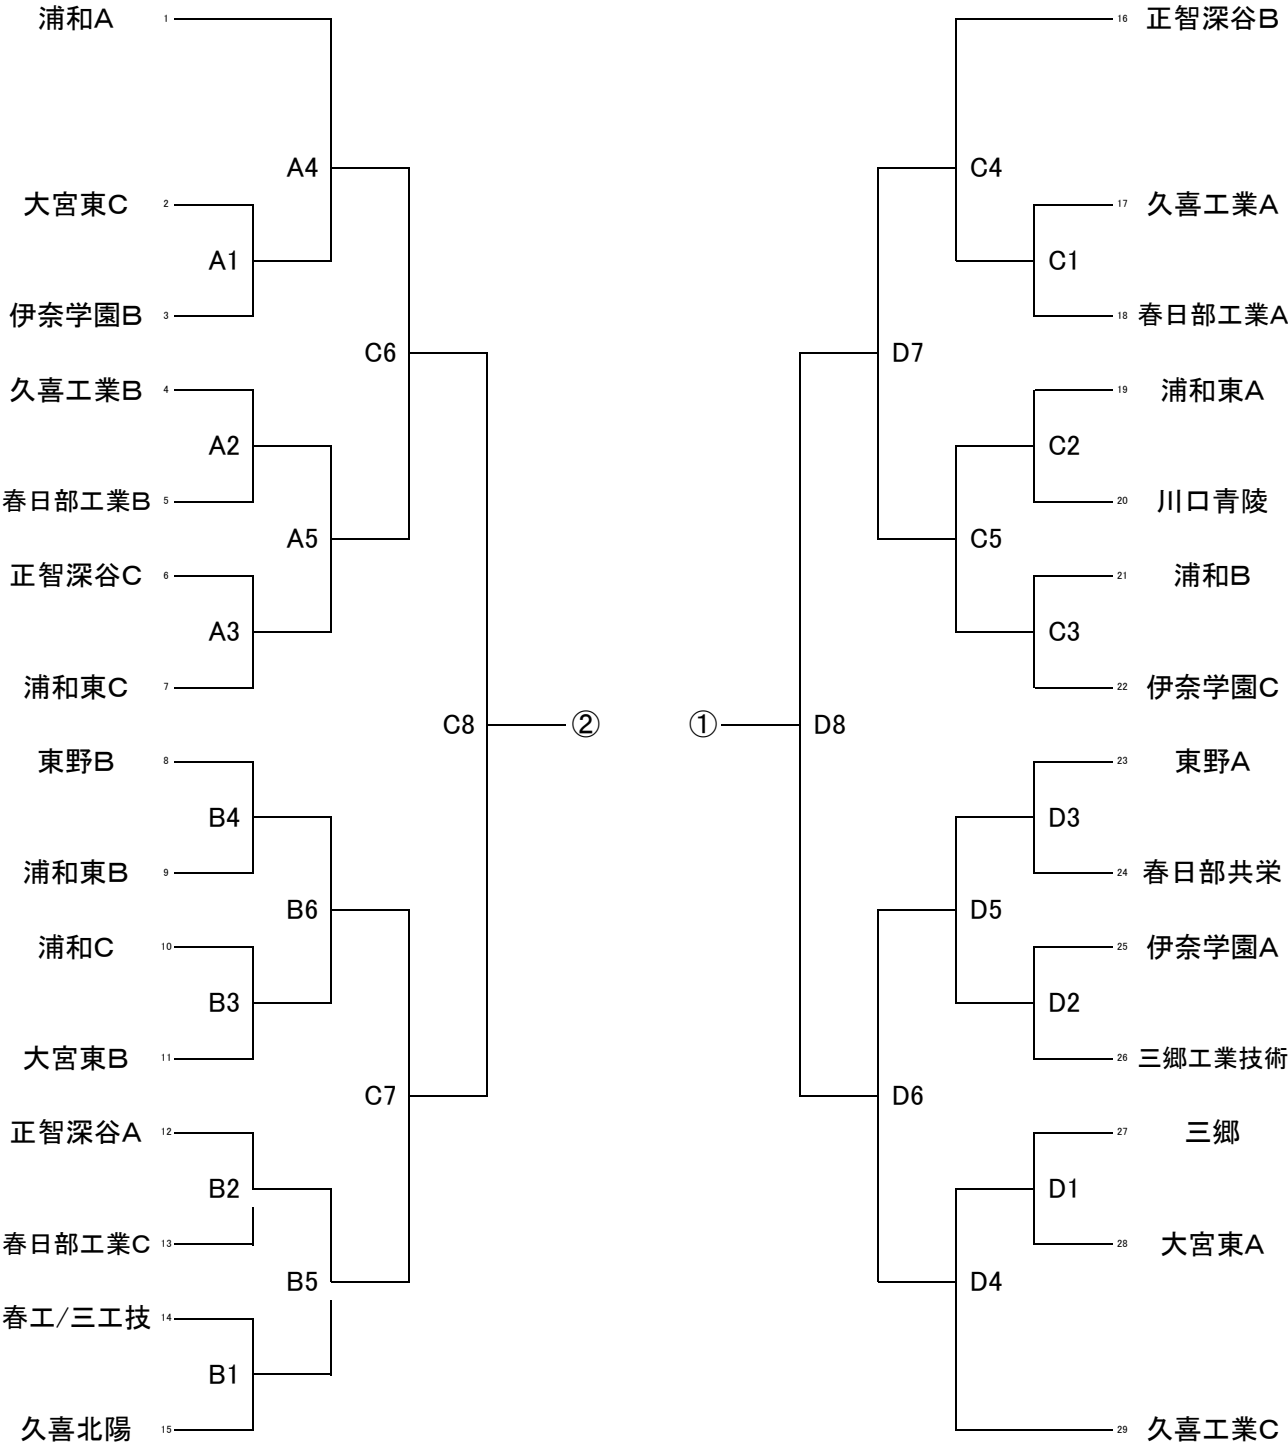 浦和A 1
A4
大宮東C 2
A1
伊奈学園B 3
C6
久喜工業B 4
A2
春日部工業B 5
A5
正智深谷C 6
A3
浦和東C 7
C8 ②
東野B 8
B4
浦和東B 9
B6
浦和C 10
B3
大宮東B 11
C7
正智深谷A 12
B2
春日部工業C 13
B5
春工/三工技 14
B1
久喜北陽 15
16 正智深谷B
C4
17 久喜工業A
C1
18 春日部工業A
D7
19 浦和東A
C2
20 川口青陵
C5
21 浦和B
C3
22 伊奈学園C
① D8
23 東野A
D3
24 春日部共栄
D5
25 伊奈学園A
D2
26 三郷工業技術
D6
27 三郷
D1
28 大宮東A
D4
29 久喜工業C